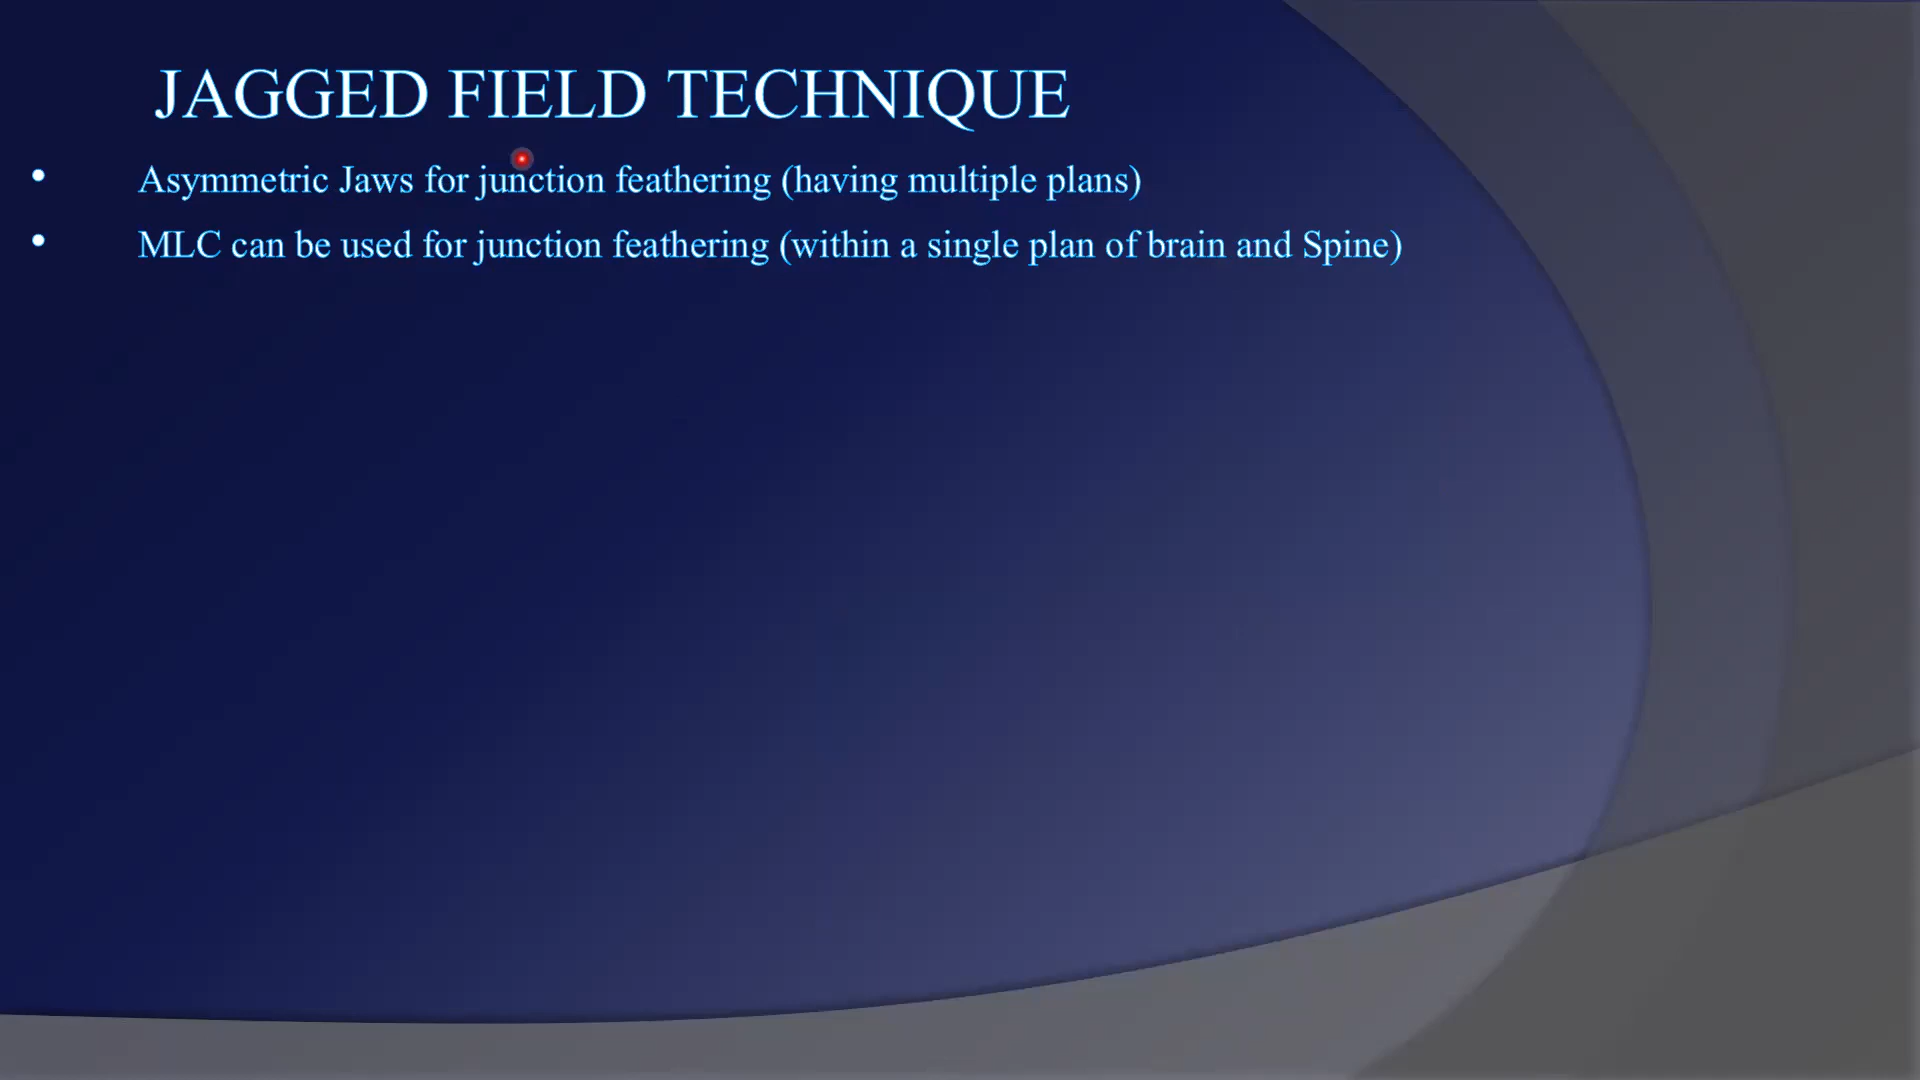 JAGGED FIELD TECHNIQUE
• Asymmetric Jaws for junction feathering (having multiple plans)
• MLC can be used for junction feathering (within a single plan of brain and Spine)